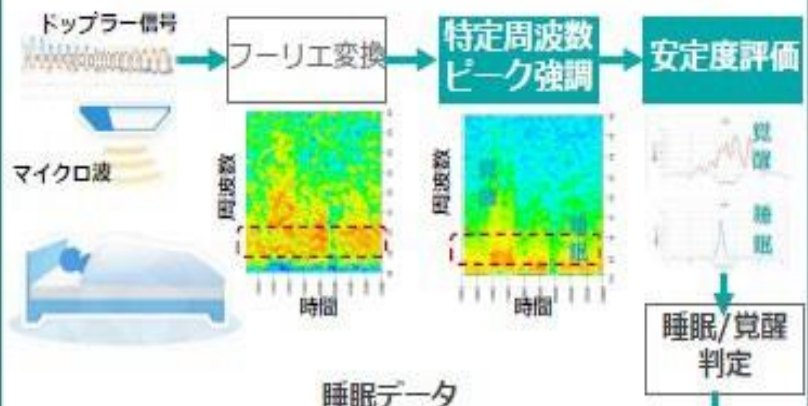 ドップラー信号
フーリエ変換
特定周波数
ピーク強調
安定度評価
マイクロ波
周波数
時間
周波数
覚醒
睡眠
時間
覚醒
睡眠
睡眠/覚醒
判定
睡眠データ